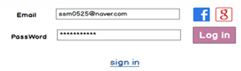 Email ssm0525@naver.com f g
PassWord *********** Log in
sign in